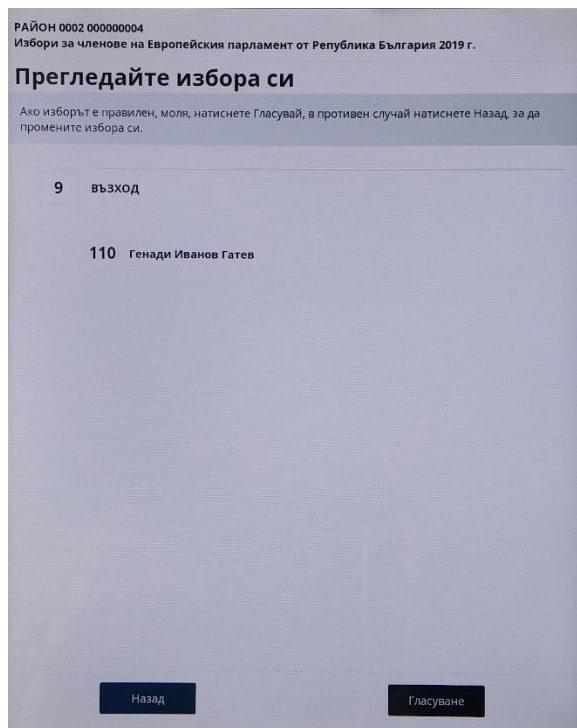 РАЙОН 0002 000000004
Избори за членове на Европейския парламент от Република България 2019 г.
Прегледайте избора си
Ако изборът е правилен, моля, натиснете Гласувай, в противен случай натиснете Назад, за да
промените избора си.
9 ВЪЗХОД
110 Генади Иванов Гатев
Назад Гласуване